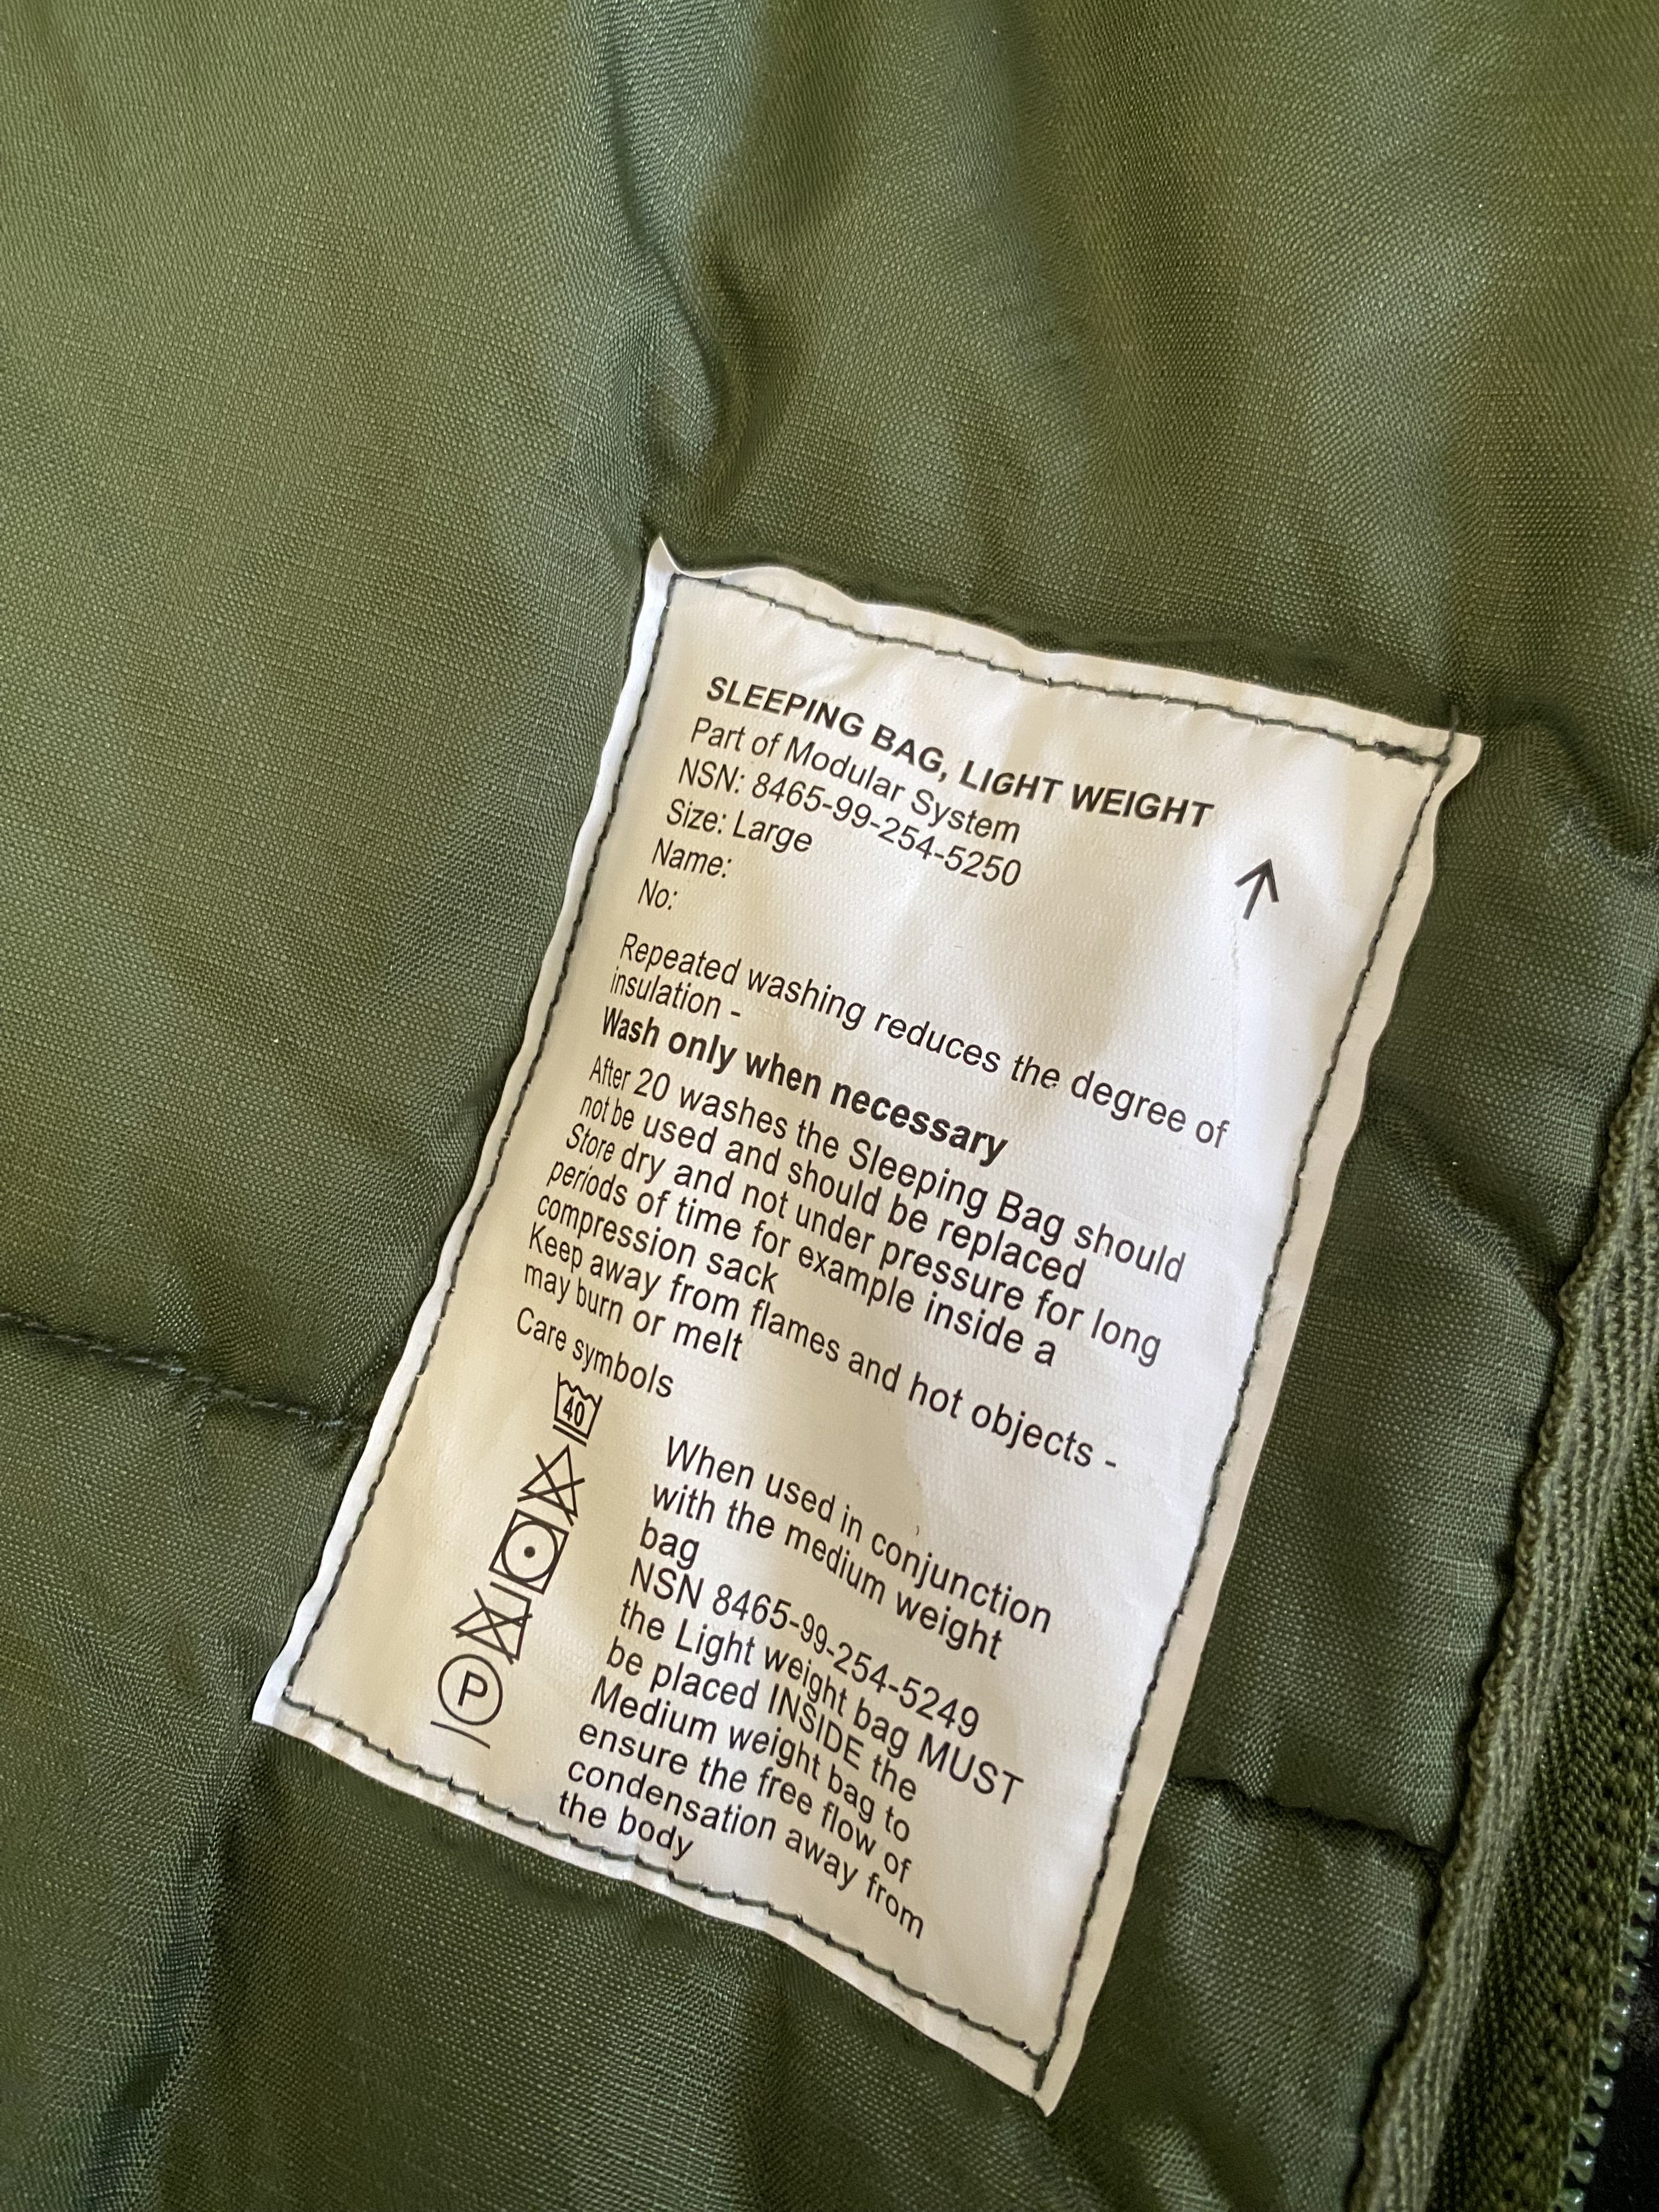 SLEEPING BAG, LIGHT WEIGHT
Part of Modular System
NSN: 8465-99-254-5250
Size: Large
Name:
No:
Repeated washing reduces the degree of
insulation -
Wash only when necessary
After 20 washes the Sleeping Bag should
not be used and should be replaced
Store dry and not under pressure for long
periods of time for example inside a
compression sack
Keep away from flames and hot objects -
may burn or melt
Care symbols
40
P
When used in conjunction
with the medium weight
bag
NSN 8465-99-254-5249
the Light weight bag MUST
be placed INSIDE the
Medium weight bag to
ensure the free flow of
condensation away from
the body